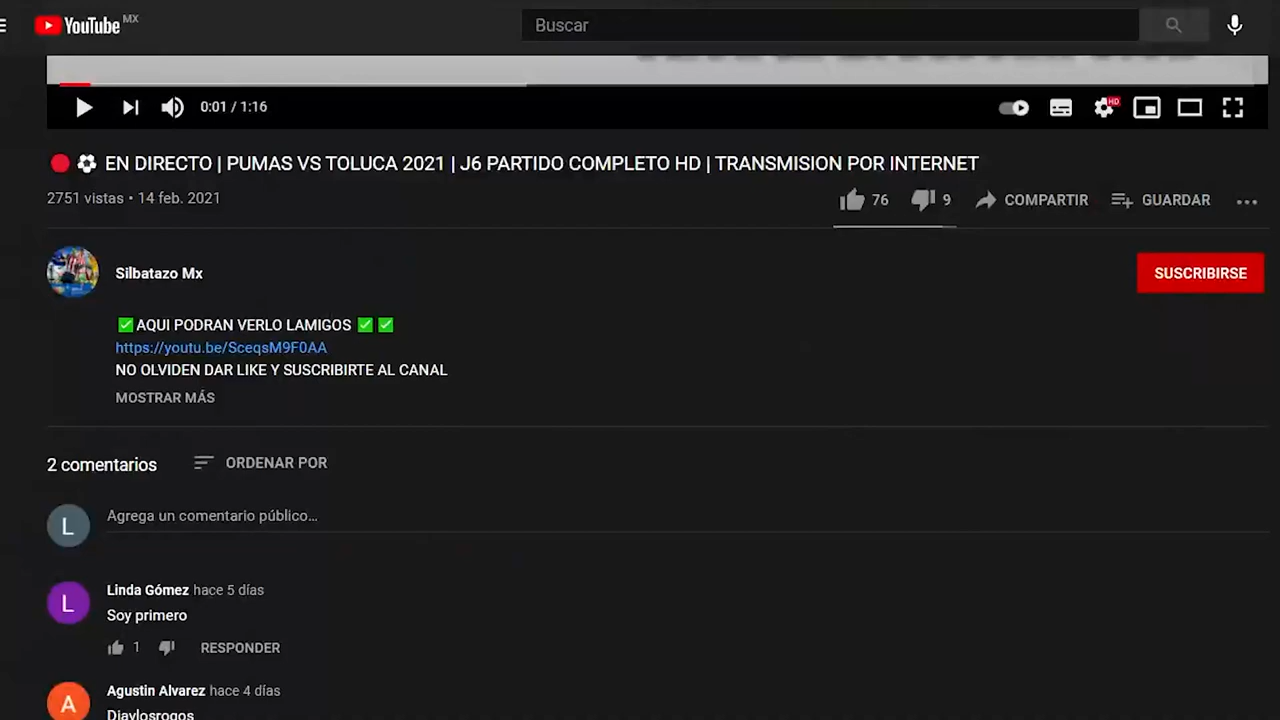 YouTube MX
Buscar
0:01 / 1:16
HD
🔴 ⚽ EN DIRECTO | PUMAS VS TOLUCA 2021 | J6 PARTIDO COMPLETO HD | TRANSMISION POR INTERNET
2751 vistas • 14 feb. 2021
76 9 COMPARTIR GUARDAR
Silbatazo Mx
SUSCRIBIRSE
✅AQUI PODRAN VERLO LAMIGOS ✅ ✅
https://youtu.be/SceqsM9F0AA
NO OLVIDEN DAR LIKE Y SUSCRIBIRTE AL CANAL
MOSTRAR MÁS
2 comentarios ORDENAR POR
L
Agrega un comentario público...
L
Linda Gómez hace 5 días
Soy primero
1 RESPONDER
A
Agustin Alvarez hace 4 días